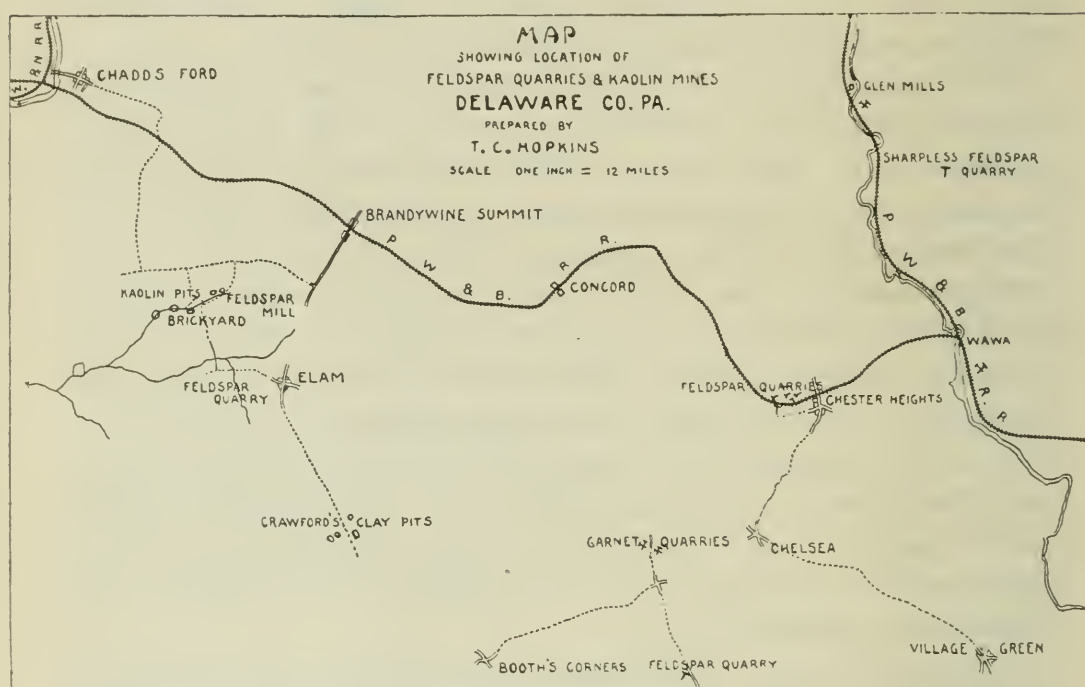 MAP
SHOWING LOCATION OF
FELDSPAR QUARRIES & KAOLIN MINES
DELAWARE CO. PA.
PREPARED BY
T. C. HOPKINS
SCALE ONE INCH = 12 MILES
W. N. R.R.
CHADDS FORD
GLEN MILLS
SHARPLESS FELDSPAR
QUARRY
BRANDYWINE SUMMIT
P W & B. R R.
CONCORD
P W & B R. R
KAOLIN PITS
FELDSPAR
MILL
BRICKYARD
WAWA
FELDSPAR
QUARRY
ELAM
FELDSPAR QUARRIES
CHESTER HEIGHTS
CRAWFORD'S CLAY PITS
GARNET QUARRIES
CHELSEA
BOOTH'S CORNERS
FELDSPAR QUARRY
VILLAGE GREEN